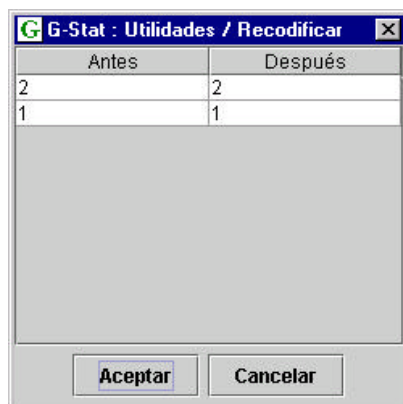 G G-Stat : Utilidades / Recodificar
Antes Después
2 2
1 1
Aceptar Cancelar